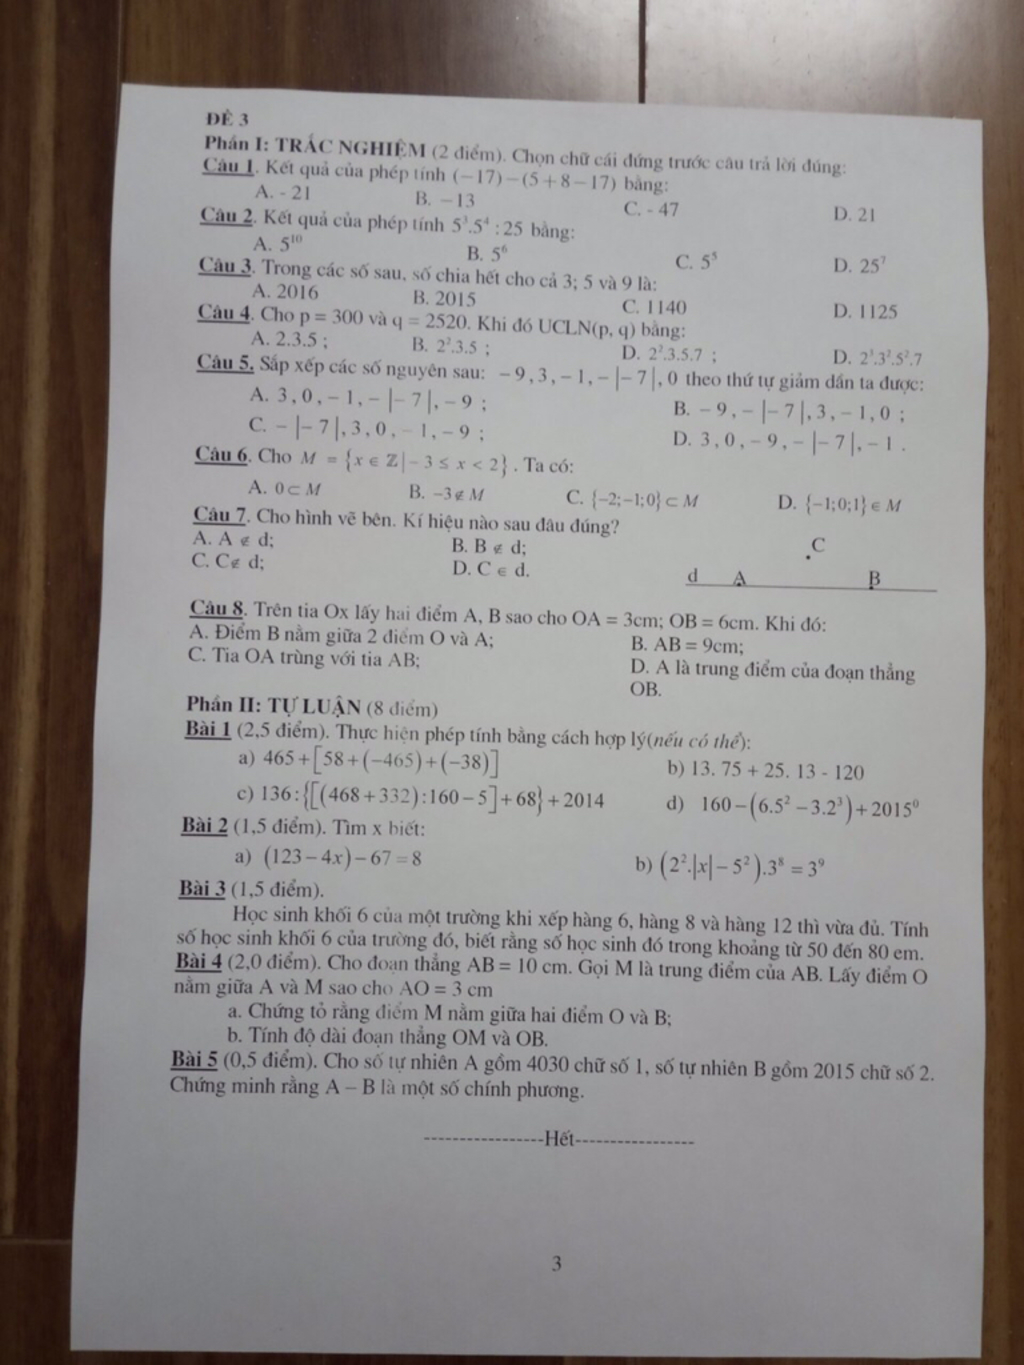 ĐỀ 3
Phần I: TRẮC NGHIỆM (2 điểm). Chọn chữ cái đứng trước câu trả lời đúng:
Câu 1. Kết quả của phép tính (−17)−(5+8−17) bằng:
A. - 21 B. −13 C. - 47 D. 21
Câu 2. Kết quả của phép tính 5³.5⁴ : 25 bằng:
A. 5¹⁰ B. 5⁶ C. 5⁵ D. 25⁷
Câu 3. Trong các số sau, số chia hết cho cả 3; 5 và 9 là:
A. 2016 B. 2015 C. 1140 D. 1125
Câu 4. Cho p = 300 và q = 2520. Khi đó UCLN(p, q) bằng:
A. 2.3.5 ; B. 2².3.5 ; D. 2².3.5.7 ; D. 2³.3².5².7
Câu 5. Sắp xếp các số nguyên sau: −9,3,−1,−|−7|,0 theo thứ tự giảm dần ta được:
A. 3,0,−1,−|−7|,−9 ; B. −9,−|−7|,3,−1,0 ;
C. −|−7|,3,0,−1,−9 ; D. 3,0,−9,−|−7|,−1 .
Câu 6. Cho M = {x ∈ ℤ|−3 ≤ x < 2}. Ta có:
A. 0 ⊂ M B. −3 ∉ M C. {−2;−1;0} ⊂ M D. {−1;0;1} ∈ M
Câu 7. Cho hình vẽ bên. Kí hiệu nào sau đâu đúng?
A. A ∉ d; B. B ∉ d;
C. C∉ d; D. C ∈ d.
C
d A B
Câu 8. Trên tia Ox lấy hai điểm A, B sao cho OA = 3cm; OB = 6cm. Khi đó:
A. Điểm B nằm giữa 2 điểm O và A; B. AB = 9cm;
C. Tia OA trùng với tia AB; D. A là trung điểm của đoạn thẳng
OB.
Phần II: TỰ LUẬN (8 điểm)
Bài 1 (2,5 điểm). Thực hiện phép tính bằng cách hợp lý(nếu có thể):
a) 465+[58+(−465)+(−38)] b) 13. 75 + 25. 13 - 120
c) 136:{[(468+332):160−5]+68}+2014 d) 160−(6.5²−3.2³)+2015⁰
Bài 2 (1,5 điểm). Tìm x biết:
a) (123−4x)−67=8 b) (2².|x|−5²).3⁸ = 3⁹
Bài 3 (1,5 điểm).
Học sinh khối 6 của một trường khi xếp hàng 6, hàng 8 và hàng 12 thì vừa đủ. Tính
số học sinh khối 6 của trường đó, biết rằng số học sinh đó trong khoảng từ 50 đến 80 em.
Bài 4 (2,0 điểm). Cho đoạn thẳng AB = 10 cm. Gọi M là trung điểm của AB. Lấy điểm O
nằm giữa A và M sao cho AO = 3 cm
a. Chứng tỏ rằng điểm M nằm giữa hai điểm O và B;
b. Tính độ dài đoạn thẳng OM và OB.
Bài 5 (0,5 điểm). Cho số tự nhiên A gồm 4030 chữ số 1, số tự nhiên B gồm 2015 chữ số 2.
Chứng minh rằng A – B là một số chính phương.
-----------------Hết-----------------
3